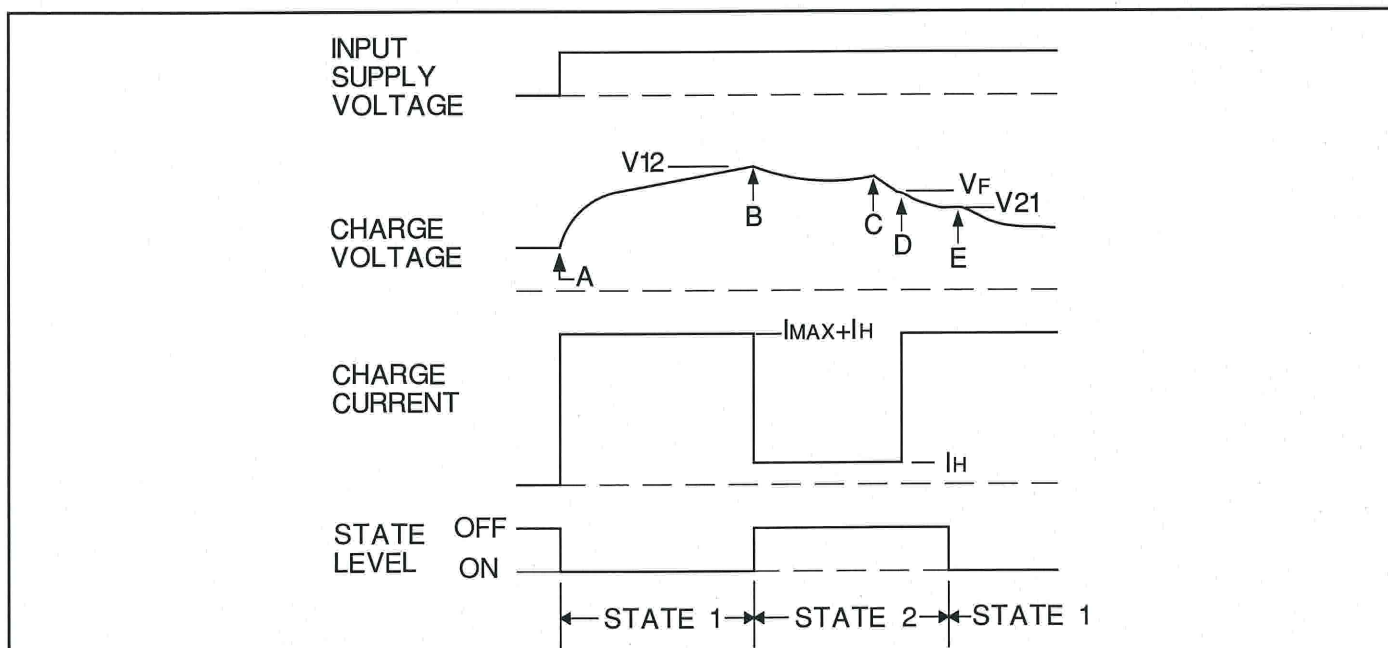 INPUT
SUPPLY
VOLTAGE
V12
VF
V21
B
C
D
E
CHARGE
VOLTAGE
A
IMAX+IH
CHARGE
CURRENT
IH
STATE
LEVEL
OFF
ON
STATE 1
STATE 2
STATE 1